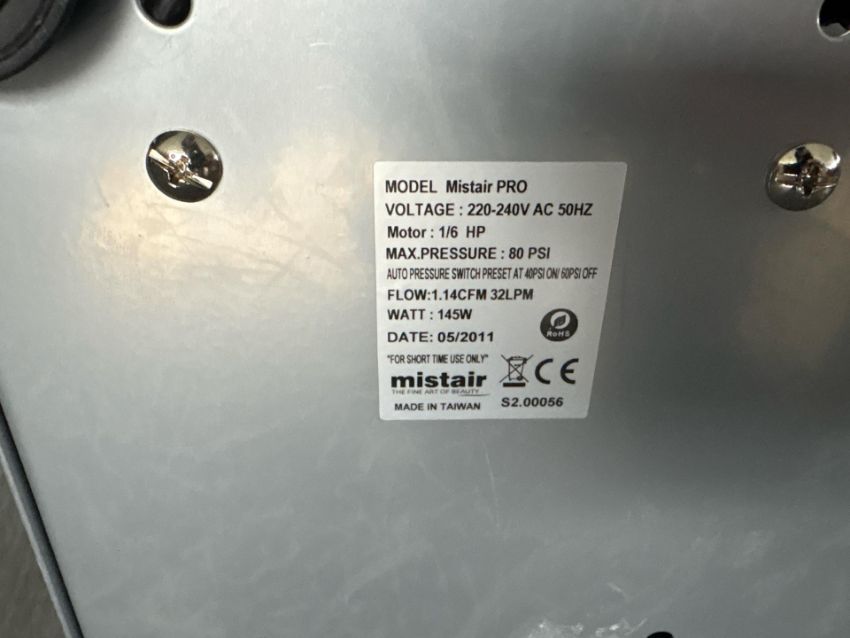 MODEL Mistair PRO
VOLTAGE : 220-240V AC 50HZ
Motor : 1/6 HP
MAX.PRESSURE : 80 PSI
AUTO PRESSURE SWITCH PRESET AT 40PSI ON/ 60PSI OFF
FLOW:1.14CFM 32LPM
WATT : 145W
DATE: 05/2011
RoHS
"FOR SHORT TIME USE ONLY"
mistair
THE FINE ART OF BEAUTY
CE
MADE IN TAIWAN
S2.00056